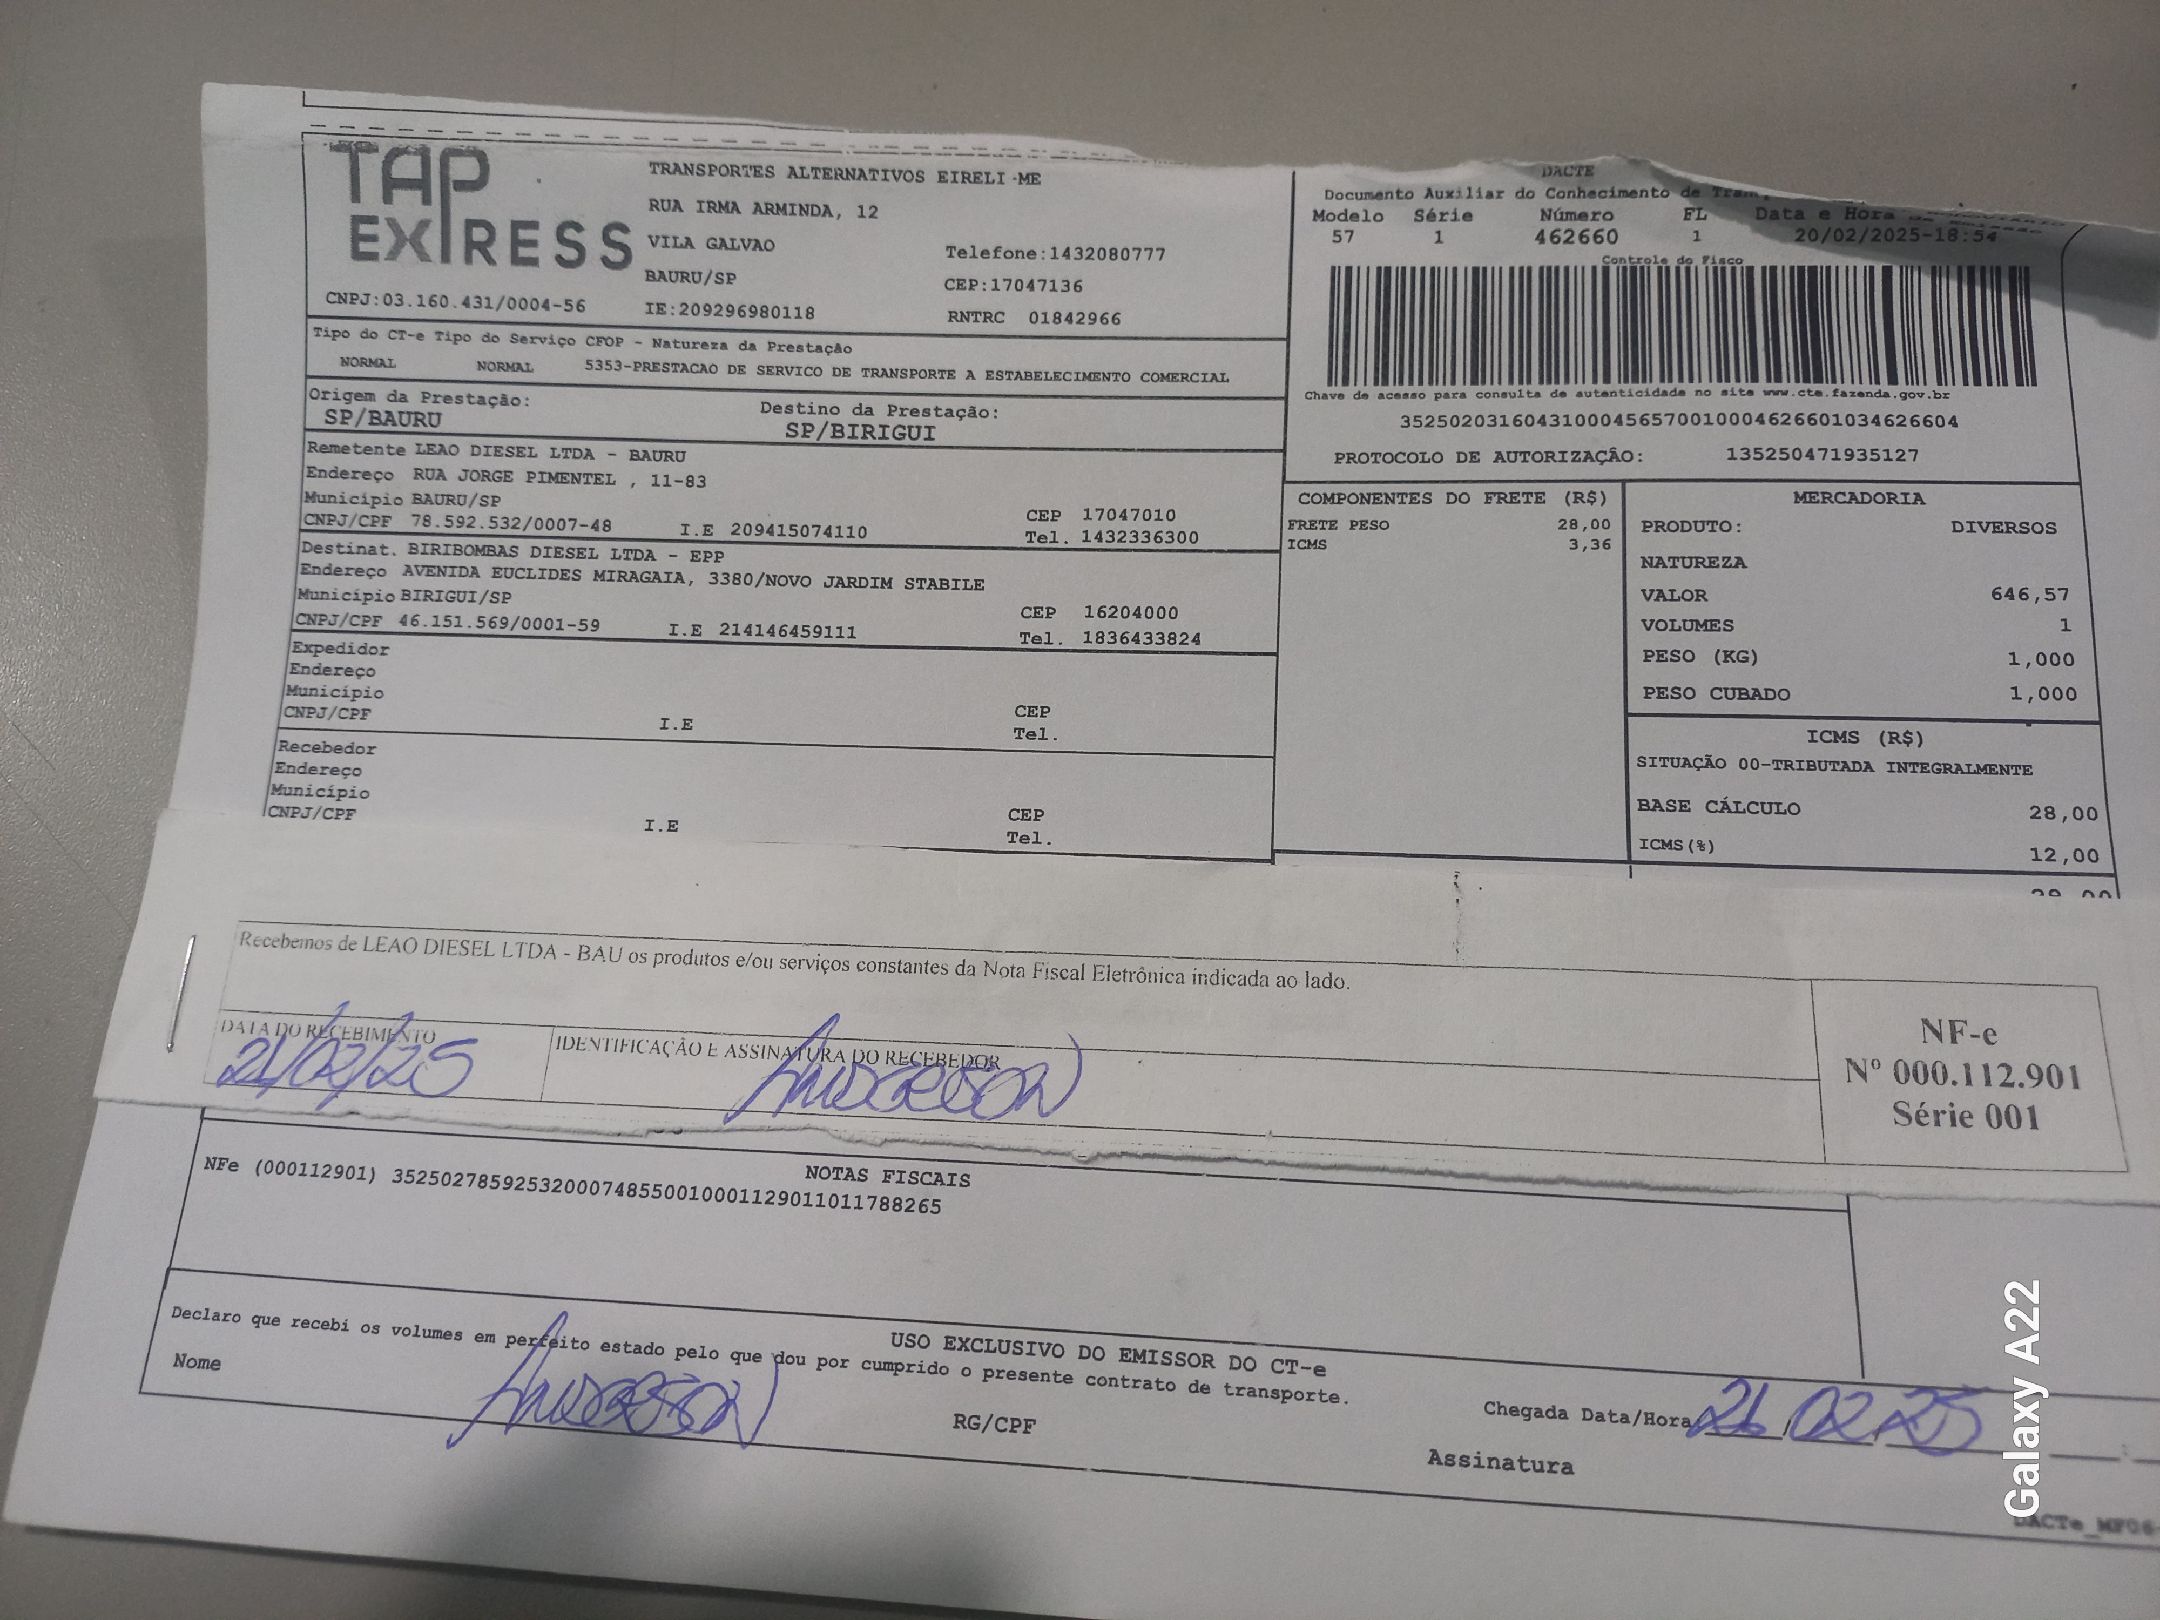 TAP EXPRESS
TRANSPORTES ALTERNATIVOS EIRELI -ME
RUA IRMA ARMINDA, 12
VILA GALVAO
Telefone:1432080777
BAURU/SP
CEP:17047136
CNPJ:03.160.431/0004-56
IE:209296980118
RNTRC 01842966
DACTE
Documento Auxiliar do Conhecimento de
Modelo Série Número FL Data e Hora
57 1 462660 1 20/02/2025-18:54
Controle do Fisco
Chave de acesso para consulta de autenticidade no site www.cte.fazenda.gov.br
35250203160431000456570010004626601034626604
PROTOCOLO DE AUTORIZAÇÃO: 135250471935127
Tipo do CT-e Tipo do Serviço CFOP - Natureza da Prestação
NORMAL NORMAL 5353-PRESTACAO DE SERVICO DE TRANSPORTE A ESTABELECIMENTO COMERCIAL
Origem da Prestação: Destino da Prestação:
SP/BAURU SP/BIRIGUI
Remetente LEAO DIESEL LTDA - BAURU
Endereço RUA JORGE PIMENTEL , 11-83
Município BAURU/SP CEP 17047010
CNPJ/CPF 78.592.532/0007-48 I.E 209415074110 Tel. 1432336300
Destinat. BIRIBOMBAS DIESEL LTDA - EPP
Endereço AVENIDA EUCLIDES MIRAGAIA, 3380/NOVO JARDIM STABILE
Município BIRIGUI/SP CEP 16204000
CNPJ/CPF 46.151.569/0001-59 I.E 214146459111 Tel. 1836433824
Expedidor
Endereço
Município CEP
CNPJ/CPF I.E Tel.
Recebedor
Endereço
Município CEP
CNPJ/CPF I.E Tel.
COMPONENTES DO FRETE (R$)
FRETE PESO 28,00
ICMS 3,36
MERCADORIA
PRODUTO: DIVERSOS
NATUREZA
VALOR 646,57
VOLUMES 1
PESO (KG) 1,000
PESO CUBADO 1,000
ICMS (R$)
SITUAÇÃO 00-TRIBUTADA INTEGRALMENTE
BASE CÁLCULO 28,00
ICMS(%) 12,00
Recebemos de LEAO DIESEL LTDA - BAU os produtos e/ou serviços constantes da Nota Fiscal Eletrônica indicada ao lado.
DATA DO RECEBIMENTO
21/02/25
IDENTIFICAÇÃO E ASSINATURA DO RECEBEDOR
ANDERSON
NF-e
Nº 000.112.901
Série 001
NOTAS FISCAIS
NFe (000112901) 35250278592532000748550010001129011011788265
USO EXCLUSIVO DO EMISSOR DO CT-e
Declaro que recebi os volumes em perfeito estado pelo que dou por cumprido o presente contrato de transporte.
Nome ANDERSON RG/CPF
Chegada Data/Hora 21/02/25
Assinatura
Galaxy A22